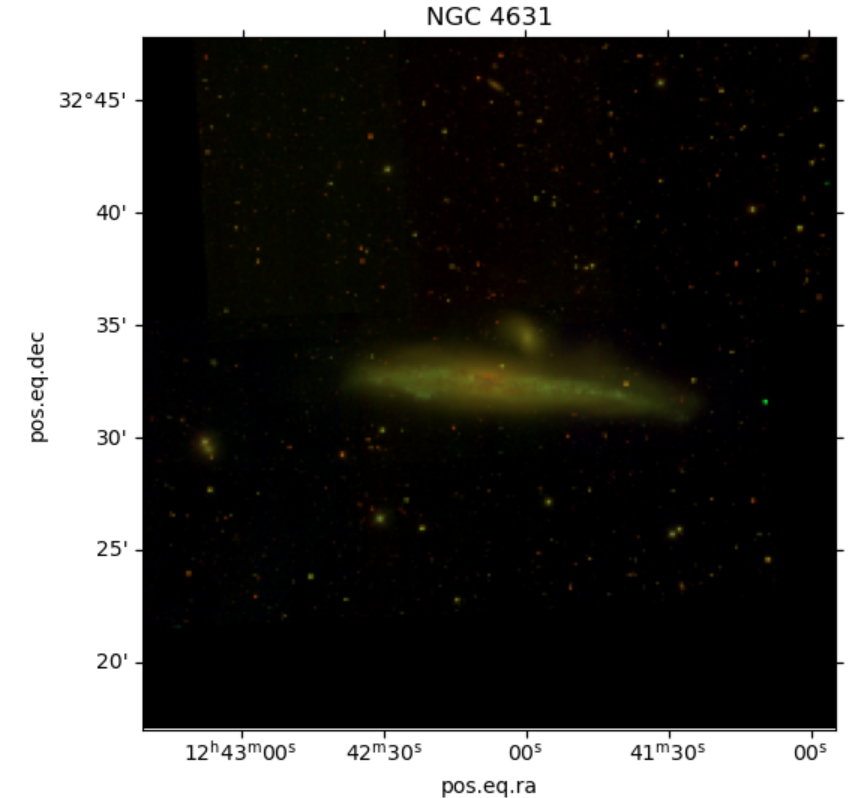 NGC 4631
32°45'
40'
35'
30'
25'
20'
pos.eq.dec
12ʰ43ᵐ00ˢ 42ᵐ30ˢ 00ˢ 41ᵐ30ˢ 00ˢ
pos.eq.ra